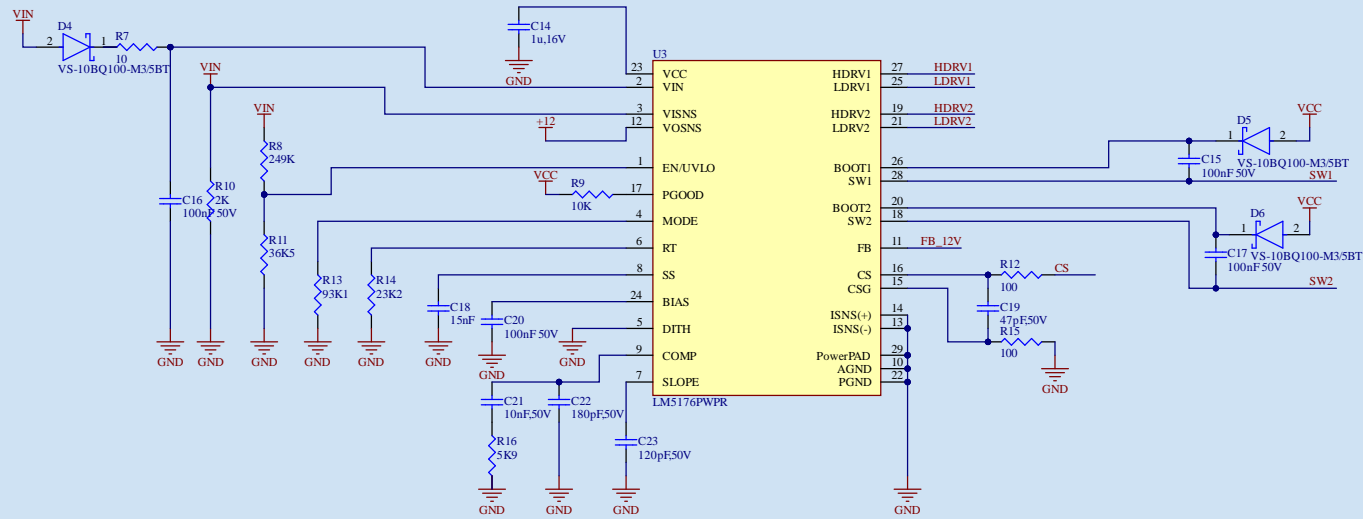 VIN
D4
2
1
VS-10BQ100-M3/5BT
R7
10
VIN
C16
100nF 50V
R10
2K
VIN
R8
249K
R11
36K5
R13
93K1
R14
23K2
C14
1u,16V
GND
+12
VCC
R9
10K
C18
15nF
C20
100nF 50V
GND
GND
GND
GND
GND
GND
GND
GND
GND
C21
10nF,50V
C22
180pF,50V
R16
5K9
C23
120pF,50V
GND
GND
GND
U3
23 VCC
2 VIN
3 VISNS
12 VOSNS
1 EN/UVLO
17 PGOOD
4 MODE
6 RT
8 SS
24 BIAS
5 DITH
9 COMP
7 SLOPE
HDRV1 27 HDRV1
LDRV1 25 LDRV1
HDRV2 19 HDRV2
LDRV2 21 LDRV2
BOOT1 26
SW1 28
BOOT2 20
SW2 18
FB 11 FB_12V
CS 16
CSG 15
ISNS(+) 14
ISNS(-) 13
PowerPAD 29
AGND 10
PGND 22
LM5176PWPR
GND
R12
100
CS
C19
47pF,50V
R15
100
GND
VCC
D5
1
2
VS-10BQ100-M3/5BT
C15
100nF 50V
SW1
VCC
D6
1
2
VS-10BQ100-M3/5BT
C17
100nF 50V
SW2